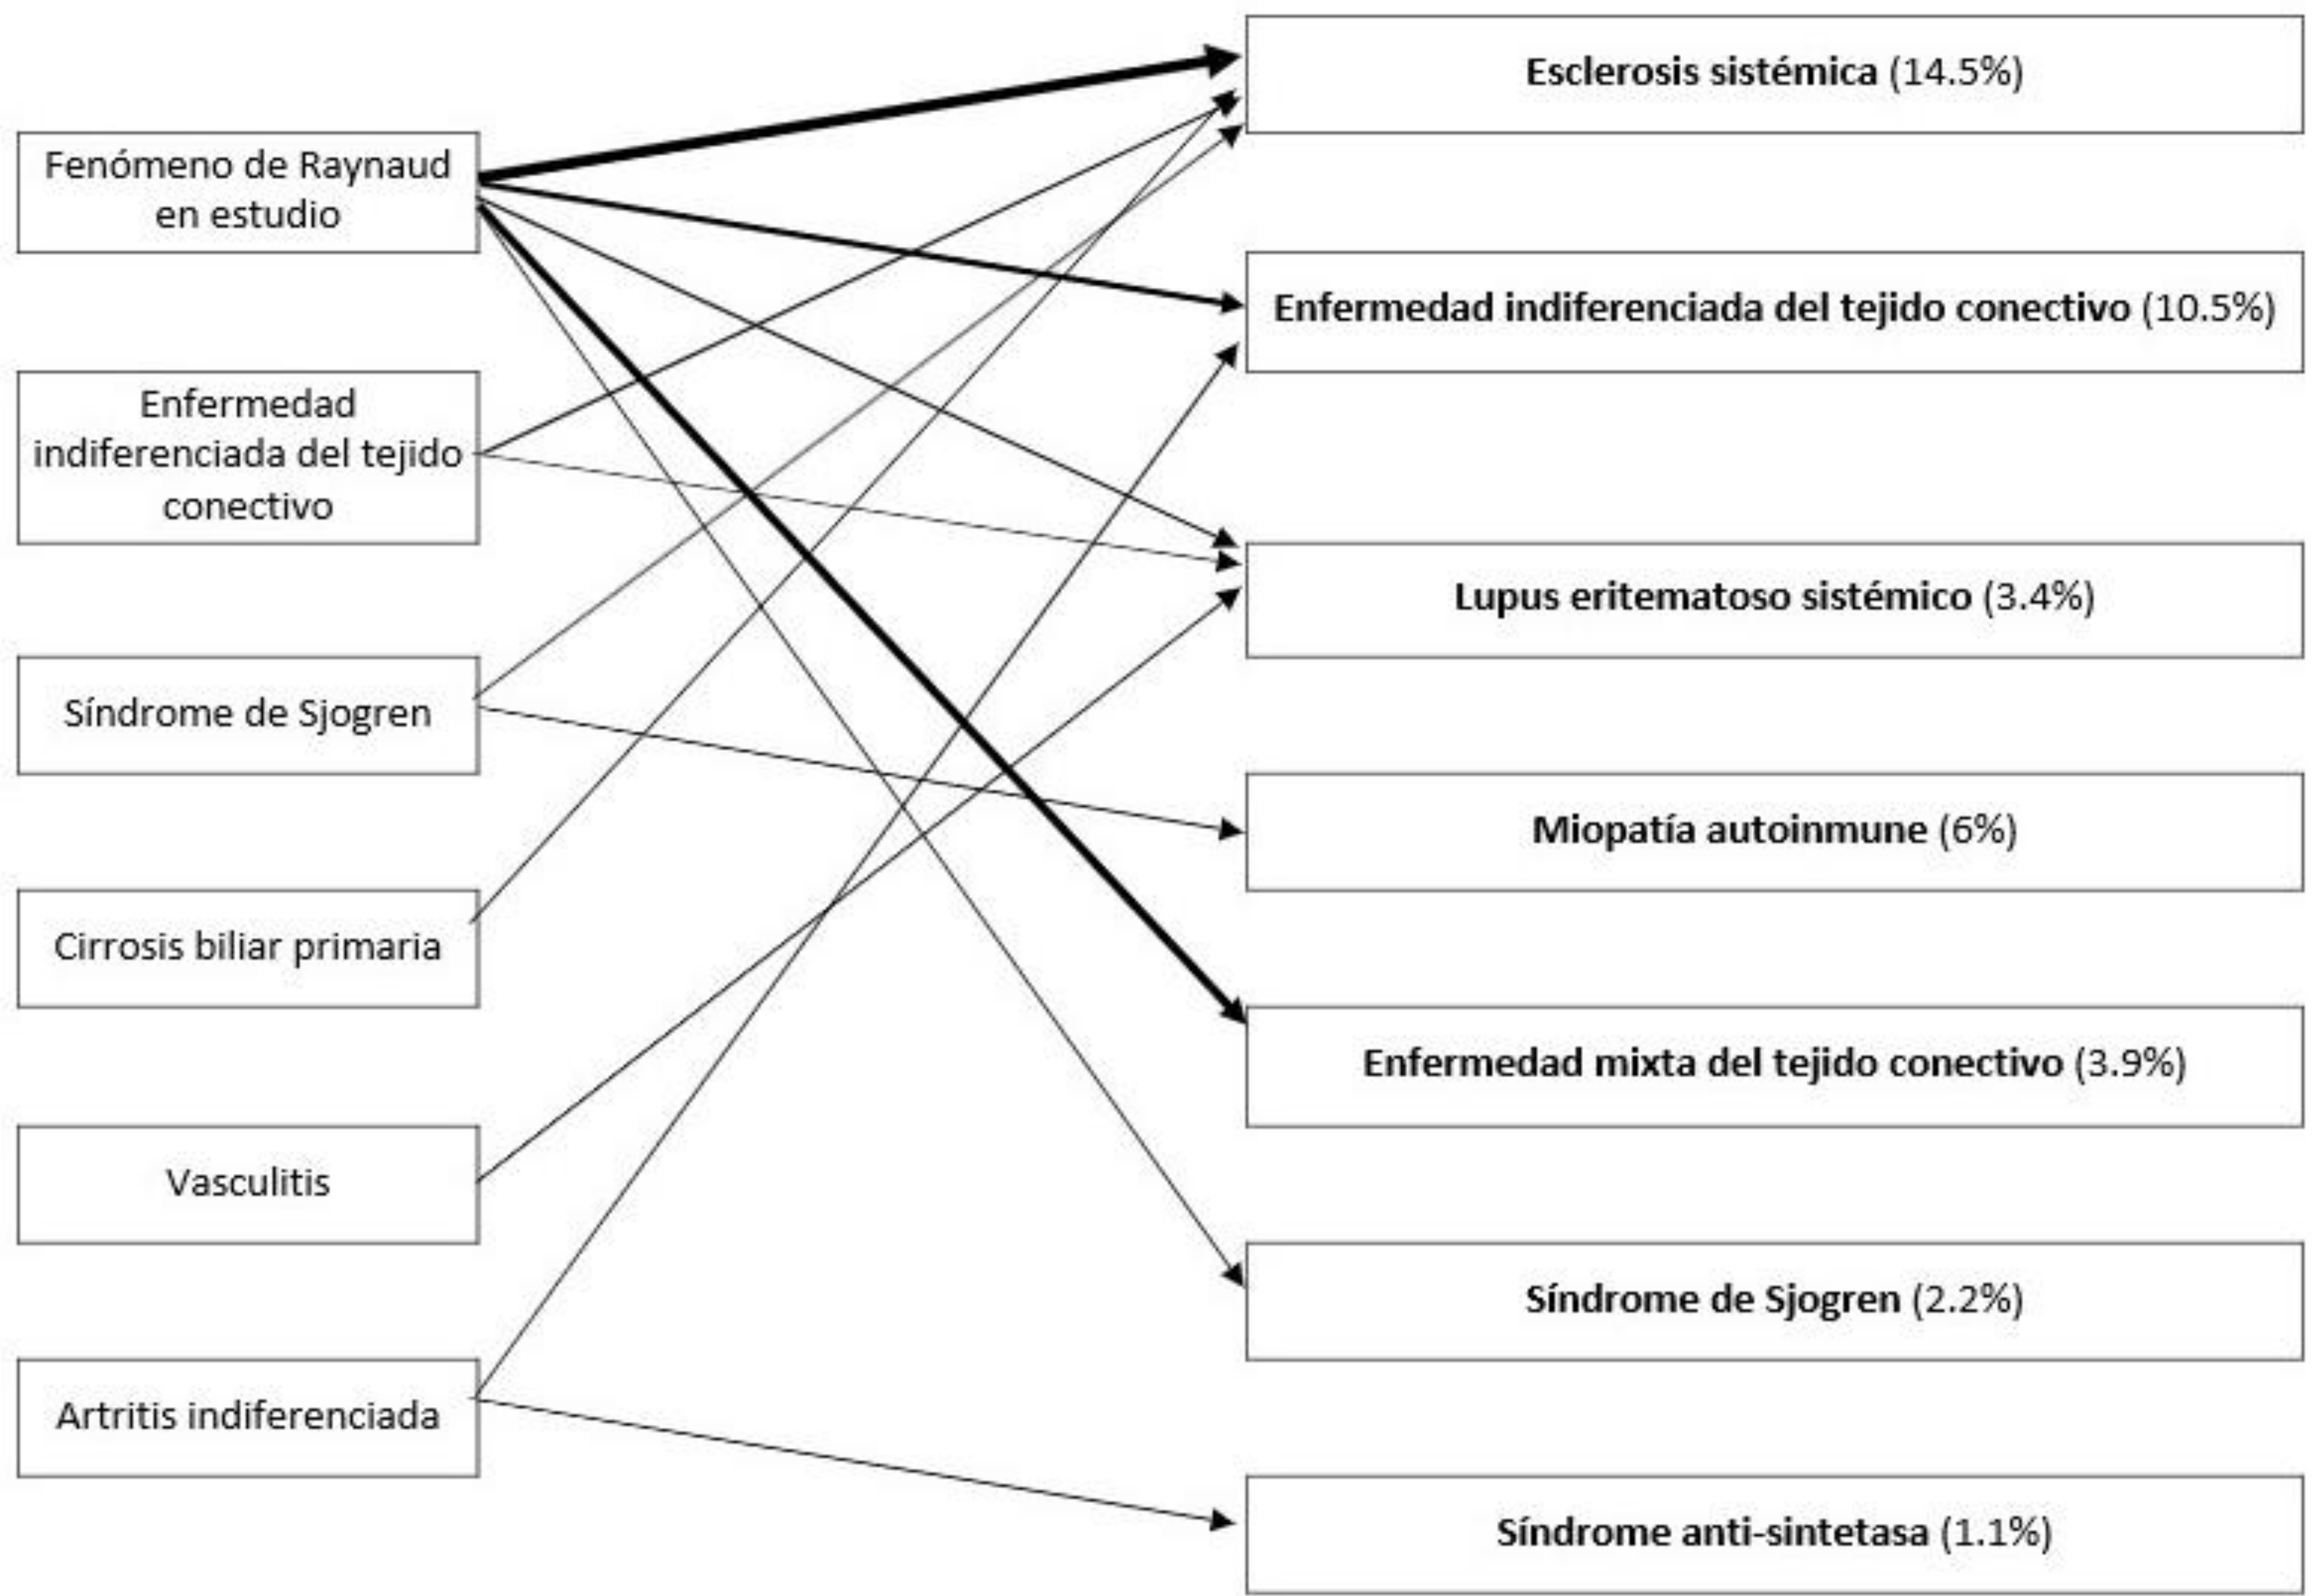 Fenómeno de Raynaud
en estudio
Enfermedad
indiferenciada del tejido
conectivo
Síndrome de Sjogren
Cirrosis biliar primaria
Vasculitis
Artritis indiferenciada
Esclerosis sistémica (14.5%)
Enfermedad indiferenciada del tejido conectivo (10.5%)
Lupus eritematoso sistémico (3.4%)
Miopatía autoinmune (6%)
Enfermedad mixta del tejido conectivo (3.9%)
Síndrome de Sjogren (2.2%)
Síndrome anti-sintetasa (1.1%)